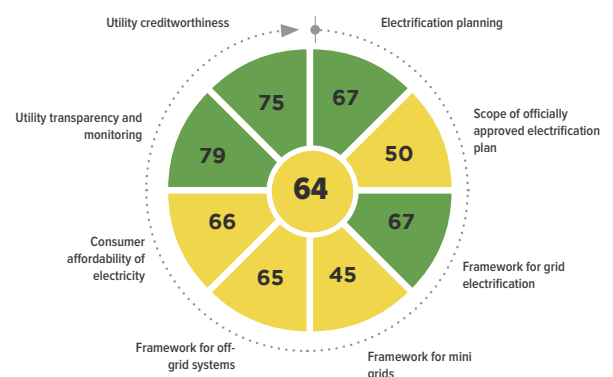 Utility creditworthiness
Electrification planning
75
67
Utility transparency and
monitoring
Scope of officially
approved electrification
plan
79
50
64
66
67
Consumer
affordability of
electricity
Framework for grid
electrification
65
45
Framework for off-
grid systems
Framework for mini
grids